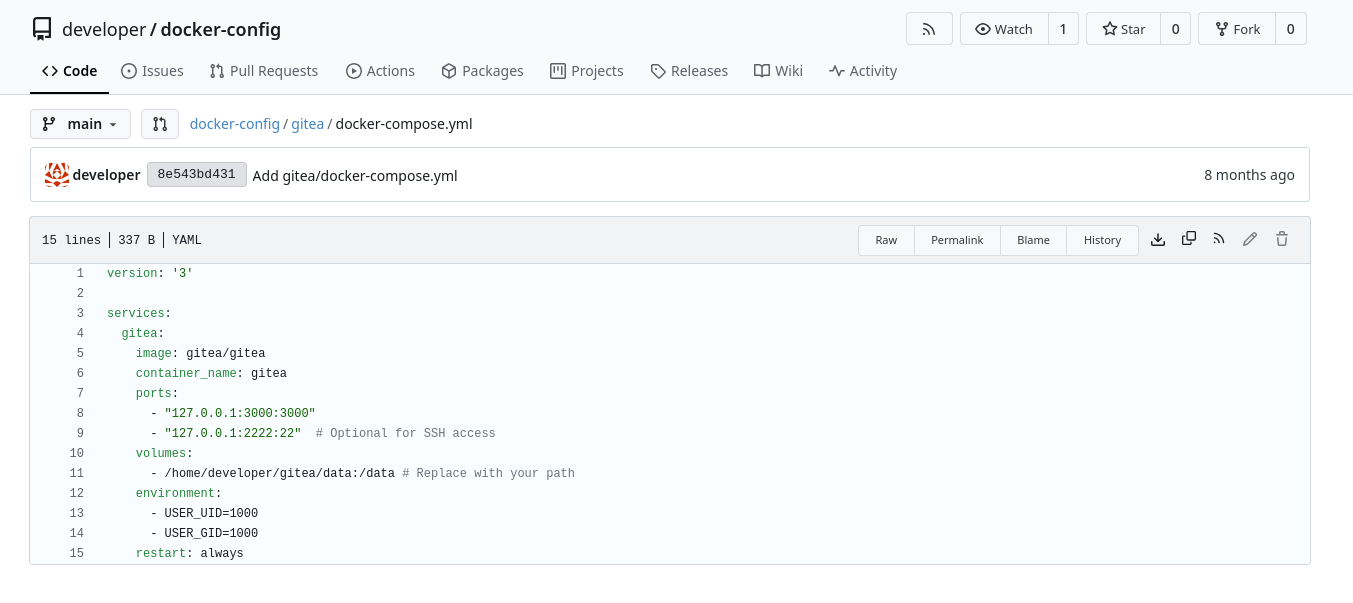 developer / docker-config
Watch 1 Star 0 Fork 0
Code Issues Pull Requests Actions Packages Projects Releases Wiki Activity
main docker-config / gitea / docker-compose.yml
developer 8e543bd431 Add gitea/docker-compose.yml 8 months ago
15 lines 337 B YAML Raw Permalink Blame History
1 version: '3'
2
3 services:
4   gitea:
5     image: gitea/gitea
6     container_name: gitea
7     ports:
8       - "127.0.0.1:3000:3000"
9       - "127.0.0.1:2222:22"  # Optional for SSH access
10     volumes:
11       - /home/developer/gitea/data:/data # Replace with your path
12     environment:
13       - USER_UID=1000
14       - USER_GID=1000
15     restart: always